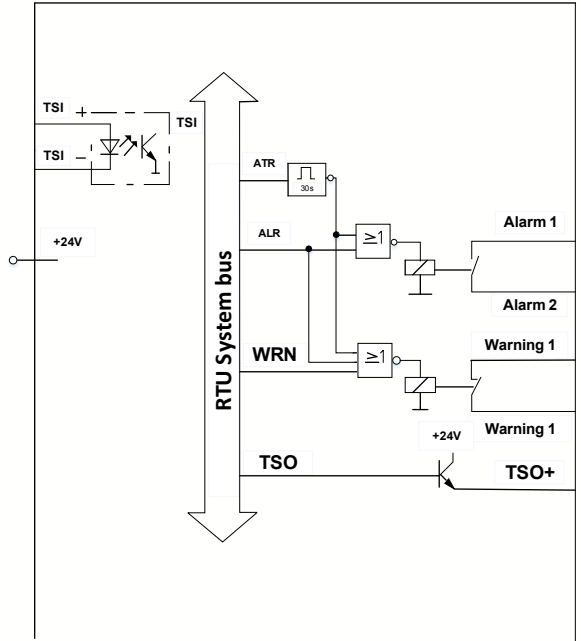 TSI +
TSI
TSI –
+24V
RTU System bus
ATR
30s
ALR
≥1
Alarm 1
Alarm 2
WRN
≥1
Warning 1
Warning 1
+24V
TSO
TSO+